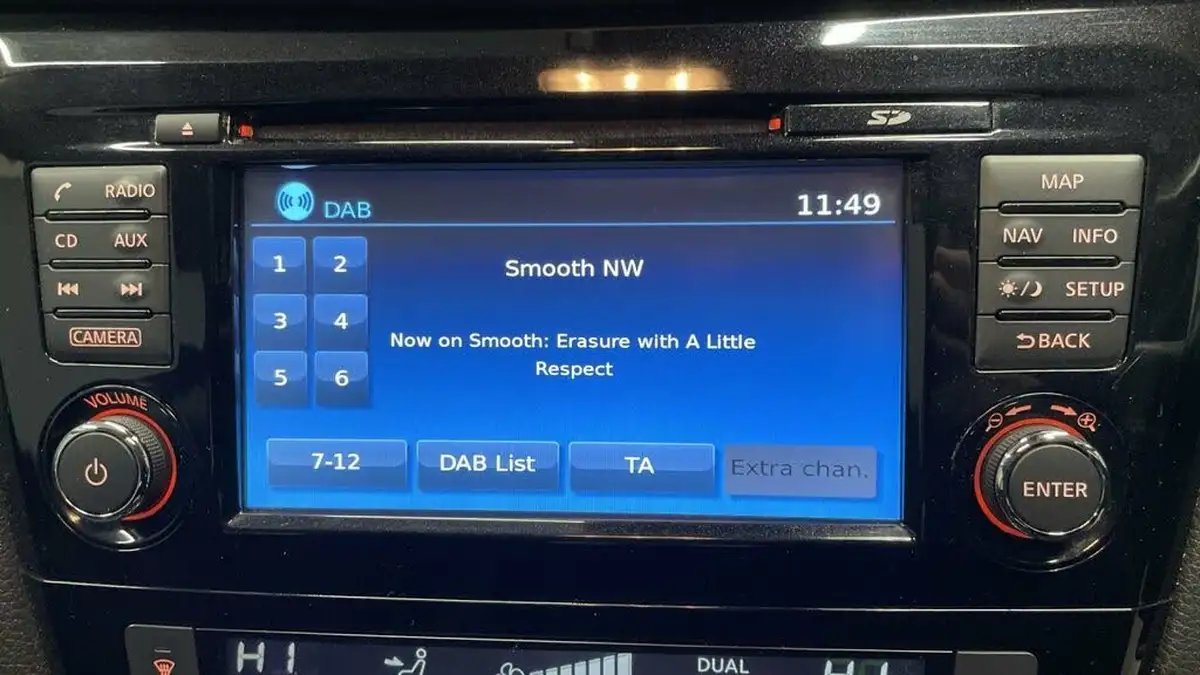 SD
RADIO
CD AUX
CAMERA
VOLUME
DAB
11:49
1 2
3 4
5 6
Smooth NW
Now on Smooth: Erasure with A Little
Respect
7-12
DAB List
TA
Extra chan.
MAP
NAV INFO
SETUP
BACK
ENTER
HI
DUAL
HI